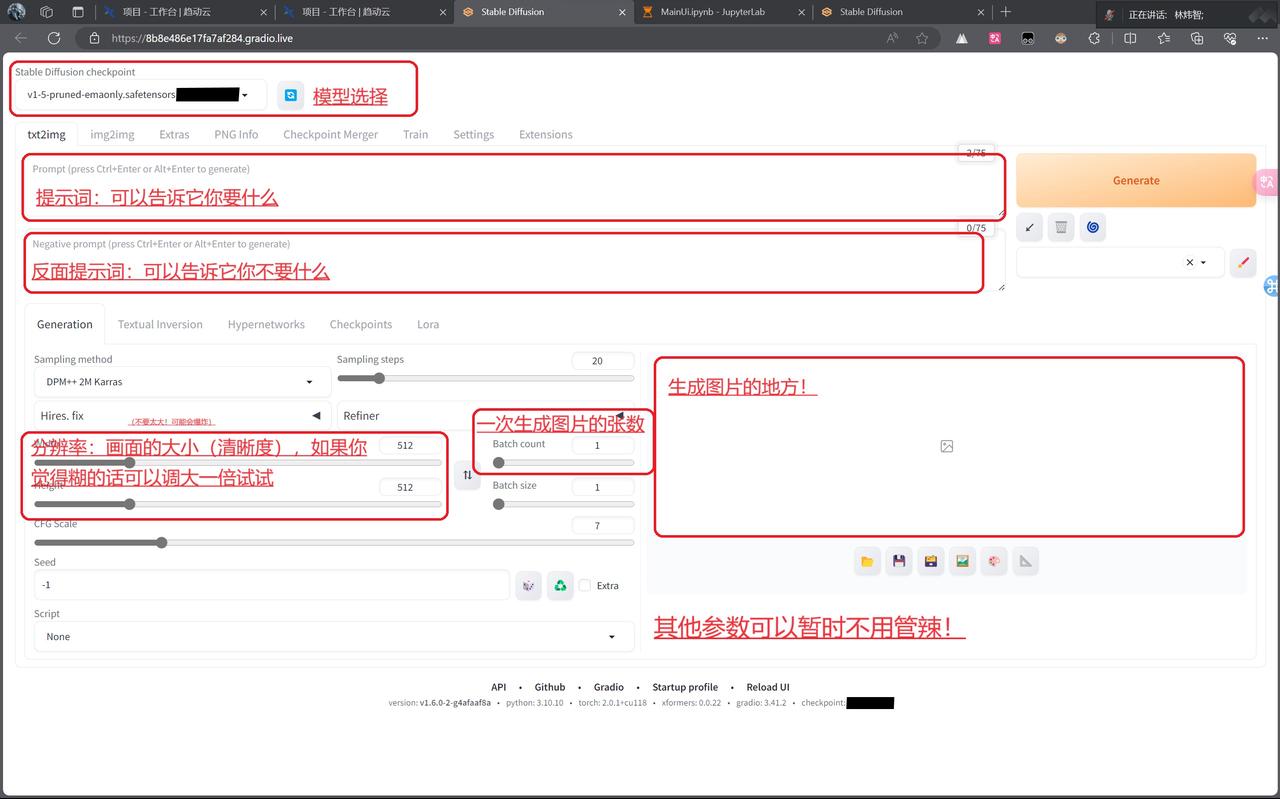 项目 - 工作台 | 趋动云
项目 - 工作台 | 趋动云
Stable Diffusion
MainUi.ipynb - JupyterLab
Stable Diffusion
正在讲话: 林炜智;
https://8b8e486e17fa7af284.gradio.live
Stable Diffusion checkpoint
v1-5-pruned-emaonly.safetensors
模型选择
txt2img img2img Extras PNG Info Checkpoint Merger Train Settings Extensions
2/75
Prompt (press Ctrl+Enter or Alt+Enter to generate)
提示词：可以告诉它你要什么
Generate
0/75
Negative prompt (press Ctrl+Enter or Alt+Enter to generate)
反面提示词：可以告诉它你不要什么
Generation Textual Inversion Hypernetworks Checkpoints Lora
Sampling method
DPM++ 2M Karras
Sampling steps
20
Hires. fix
（不要太大！可能会爆炸）
Refiner
一次生成图片的张数
生成图片的地方！
分辨率：画面的大小（清晰度），如果你
觉得糊的话可以调大一倍试试
512
Batch count
1
Height
512
Batch size
1
CFG Scale
7
Seed
-1
Extra
Script
None
其他参数可以暂时不用管辣！
API • Github • Gradio • Startup profile • Reload UI
version: v1.6.0-2-g4afaaf8a • python: 3.10.10 • torch: 2.0.1+cu118 • xformers: 0.0.22 • gradio: 3.41.2 • checkpoint: